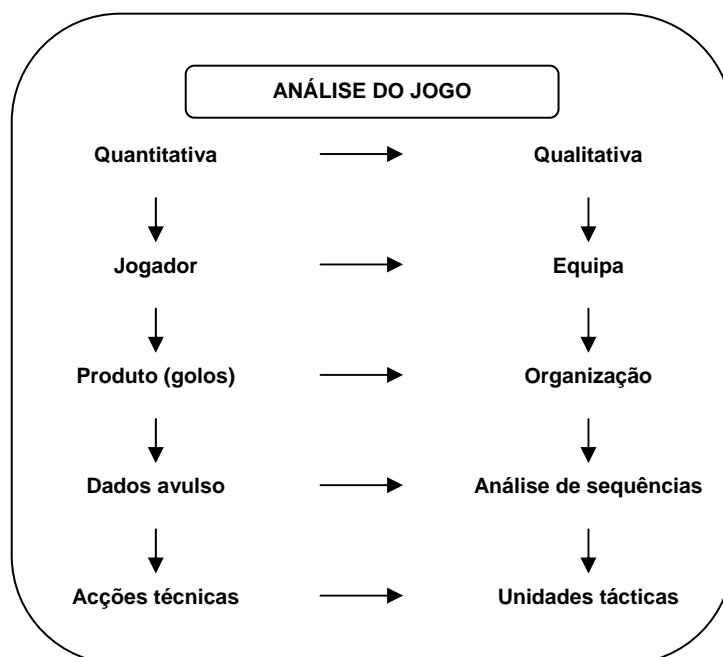 ANÁLISE DO JOGO
Quantitativa Qualitativa
Jogador Equipa
Produto (golos) Organização
Dados avulso Análise de sequências
Acções técnicas Unidades tácticas